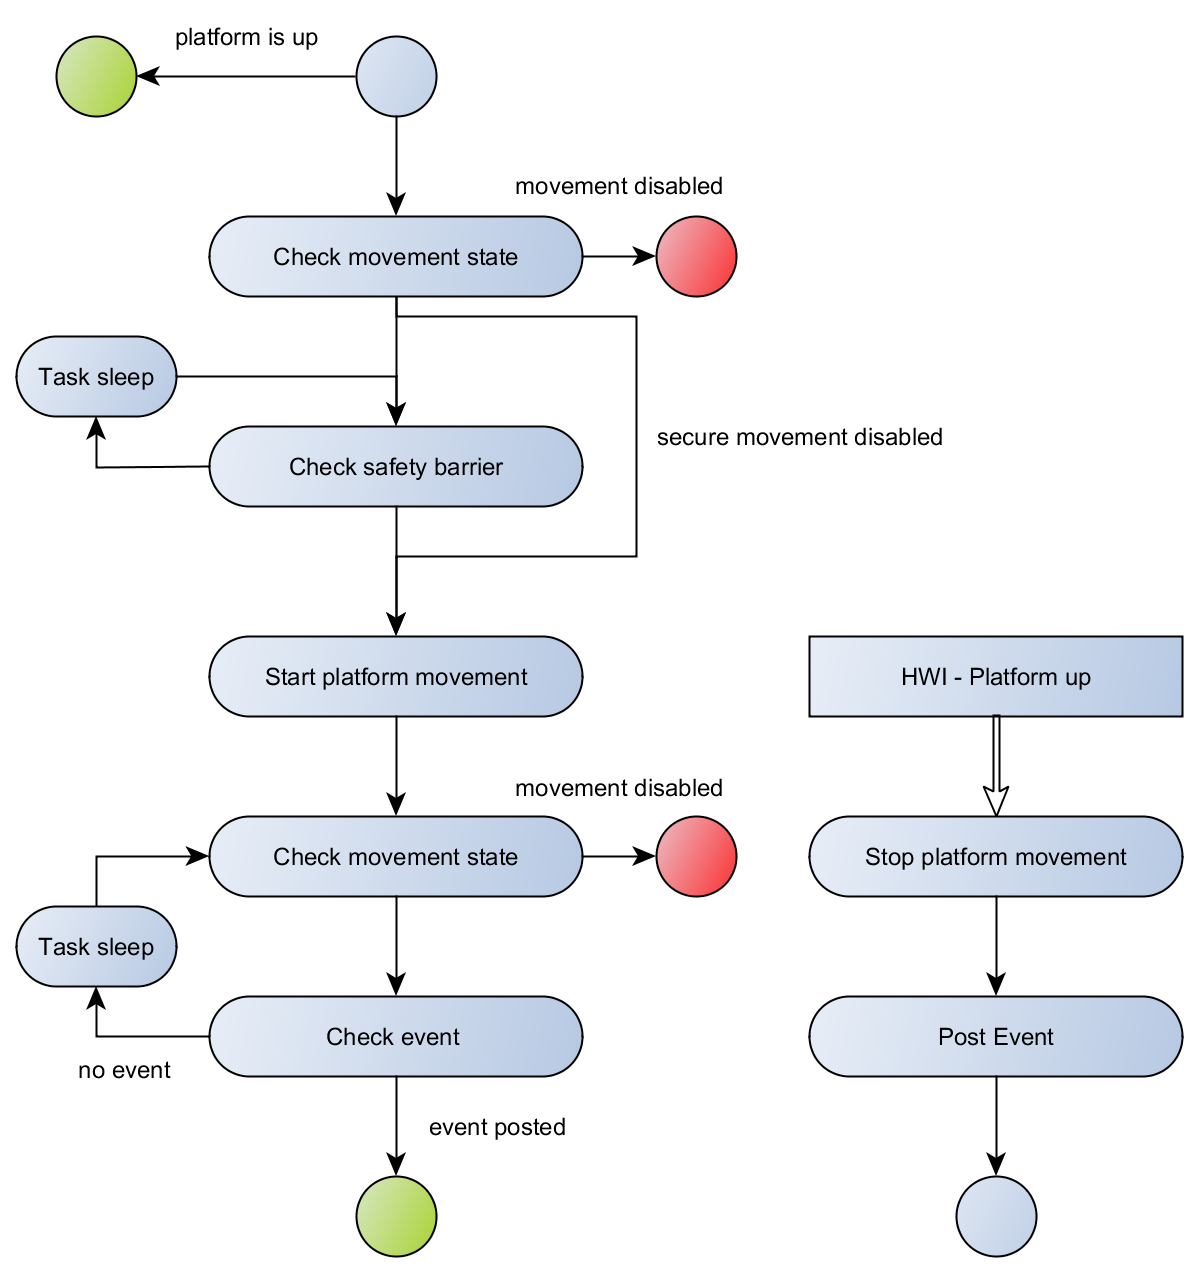 platform is up
movement disabled
Check movement state
Task sleep
secure movement disabled
Check safety barrier
Start platform movement
HWI - Platform up
movement disabled
Check movement state
Stop platform movement
Task sleep
Check event
Post Event
no event
event posted